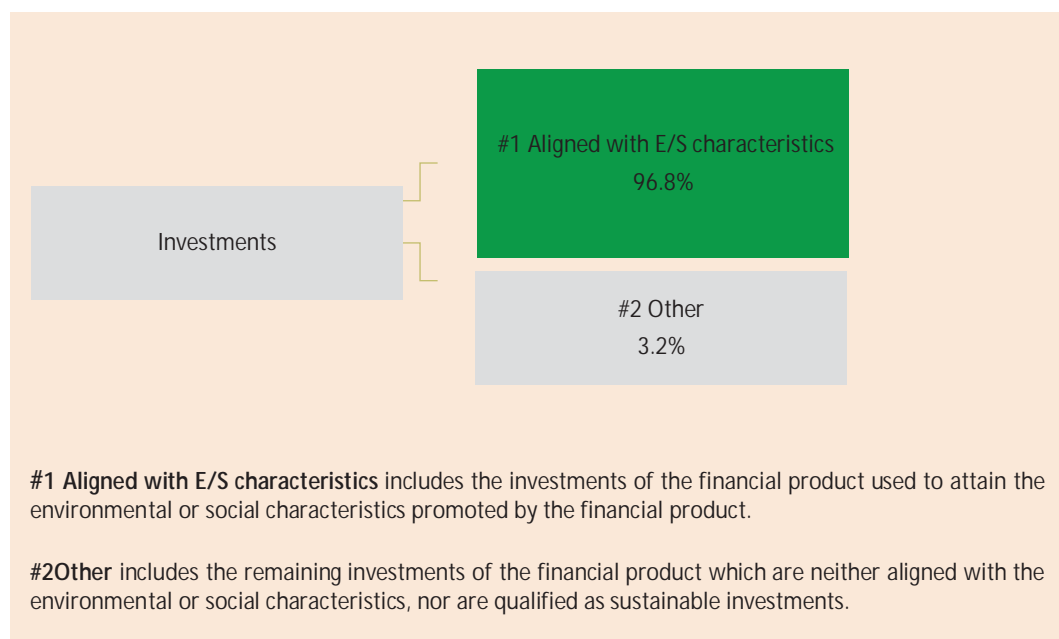 #1 Aligned with E/S characteristics
96.8%
Investments
#2 Other
3.2%
#1 Aligned with E/S characteristics includes the investments of the financial product used to attain the
environmental or social characteristics promoted by the financial product.
#2Other includes the remaining investments of the financial product which are neither aligned with the
environmental or social characteristics, nor are qualified as sustainable investments.